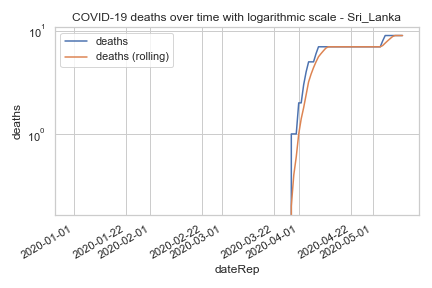 COVID-19 deaths over time with logarithmic scale - Sri_Lanka
10¹
deaths
deaths (rolling)
deaths
10⁰
2020-01-01
2020-01-22
2020-02-01
2020-02-22
2020-03-01
2020-03-22
2020-04-01
2020-04-22
2020-05-01
dateRep